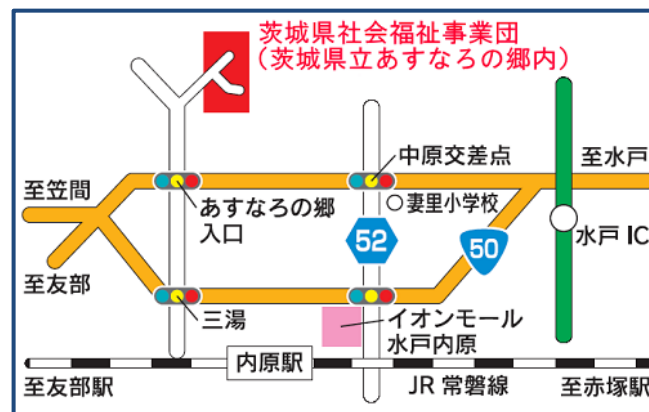 茨城県社会福祉事業団
(茨城県立あすなろの郷内)
中原交差点
至水戸
至笠間
あすなろの郷
入口
妻里小学校
52
50
水戸 IC
至友部
三湯
イオンモール
水戸内原
内原駅
至友部駅
JR 常磐線
至赤塚駅